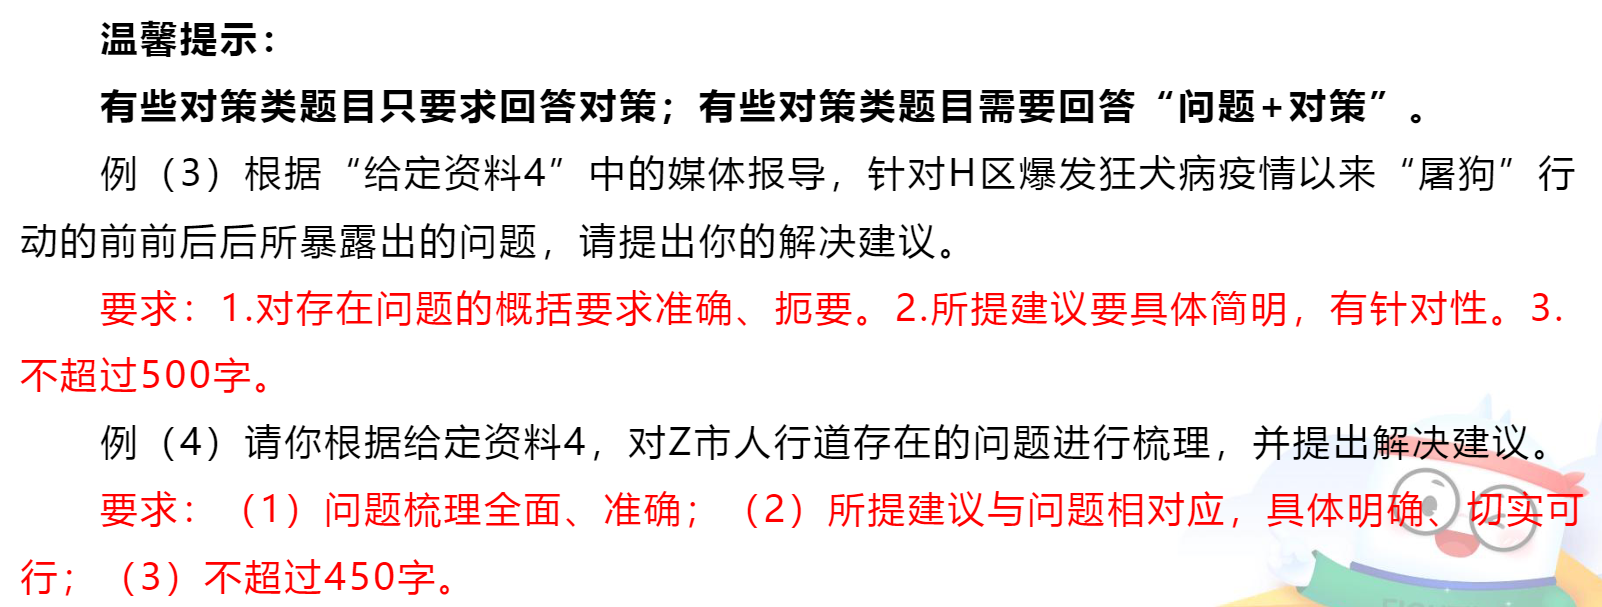 温馨提示：
有些对策类题目只要求回答对策；有些对策类题目需要回答“问题+对策”。
例（3）根据“给定资料4”中的媒体报导，针对H区爆发狂犬病疫情以来“屠狗”行
动的前前后后所暴露出的问题，请提出你的解决建议。
要求：1.对存在问题的概括要求准确、扼要。2.所提建议要具体简明，有针对性。3.
不超过500字。
例（4）请你根据给定资料4，对Z市人行道存在的问题进行梳理，并提出解决建议。
要求：（1）问题梳理全面、准确；（2）所提建议与问题相对应，具体明确、切实可
行；（3）不超过450字。